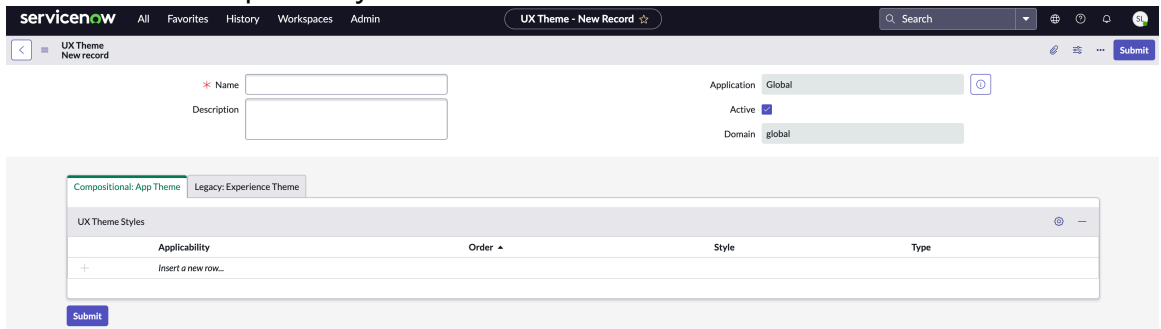 servicenow All Favorites History Workspaces Admin UX Theme - New Record Search SL
UX Theme
New record
Submit
Name
Description
Application Global
Active
Domain global
Compositional: App Theme Legacy: Experience Theme
UX Theme Styles
Applicability Order Style Type
Insert a new row...
Submit